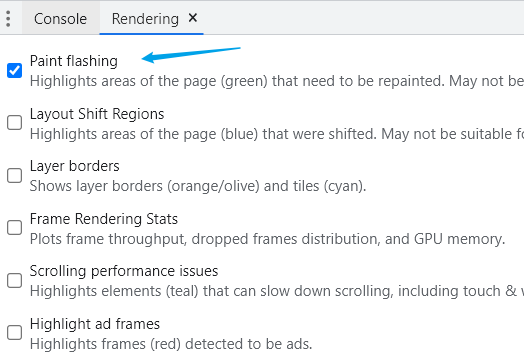 Console Rendering ×
Paint flashing
Highlights areas of the page (green) that need to be repainted. May not be
Layout Shift Regions
Highlights areas of the page (blue) that were shifted. May not be suitable fo
Layer borders
Shows layer borders (orange/olive) and tiles (cyan).
Frame Rendering Stats
Plots frame throughput, dropped frames distribution, and GPU memory.
Scrolling performance issues
Highlights elements (teal) that can slow down scrolling, including touch & w
Highlight ad frames
Highlights frames (red) detected to be ads.